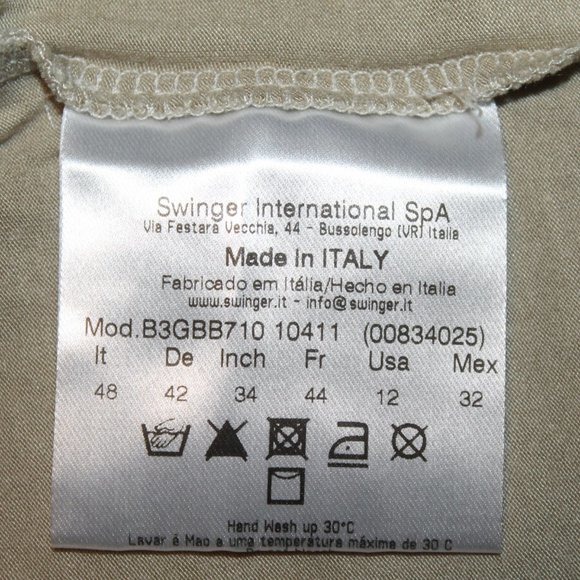 Swinger International SpA
Via Festara Vecchia, 44 - Bussolengo (VR) Italia
Made in ITALY
Fabricado em Itália/Hecho en Italia
www.swinger.it - info@swinger.it
Mod.B3GBB710 10411 (00834025)
It De Inch Fr Usa Mex
48 42 34 44 12 32
Hand Wash up 30°C
Lavar é Mao a uma temperatura máxima de 30 C